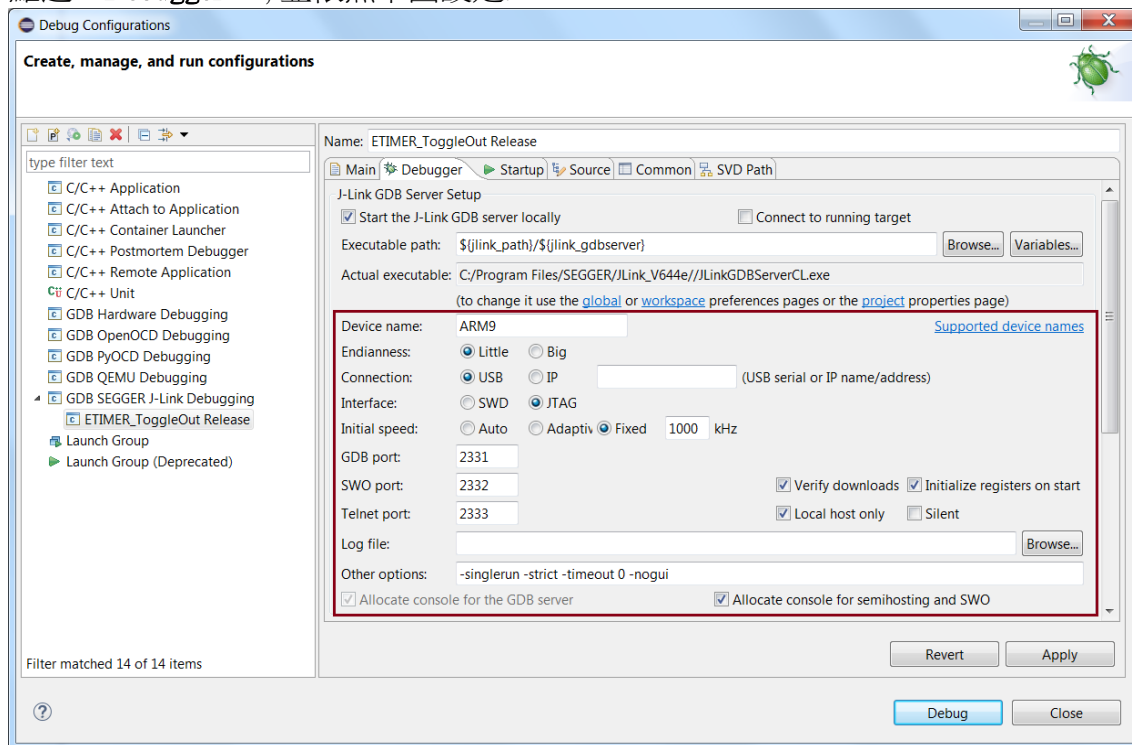 Debug Configurations
Create, manage, and run configurations
type filter text
C/C++ Application
C/C++ Attach to Application
C/C++ Container Launcher
C/C++ Postmortem Debugger
C/C++ Remote Application
C/C++ Unit
GDB Hardware Debugging
GDB OpenOCD Debugging
GDB PyOCD Debugging
GDB QEMU Debugging
GDB SEGGER J-Link Debugging
ETIMER_ToggleOut Release
Launch Group
Launch Group (Deprecated)
Filter matched 14 of 14 items
Name: ETIMER_ToggleOut Release
Main Debugger Startup Source Common SVD Path
J-Link GDB Server Setup
Start the J-Link GDB server locally Connect to running target
Executable path: ${jlink_path}/${jlink_gdbserver} Browse... Variables...
Actual executable: C:/Program Files/SEGGER/JLink_V644e//JLinkGDBServerCL.exe
(to change it use the global or workspace preferences pages or the project properties page)
Device name: ARM9 Supported device names
Endianness: Little Big
Connection: USB IP (USB serial or IP name/address)
Interface: SWD JTAG
Initial speed: Auto Adaptiv Fixed 1000 kHz
GDB port: 2331
SWO port: 2332 Verify downloads Initialize registers on start
Telnet port: 2333 Local host only Silent
Log file: Browse...
Other options: -singlerun -strict -timeout 0 -nogui
Allocate console for the GDB server Allocate console for semihosting and SWO
Revert Apply
Debug Close